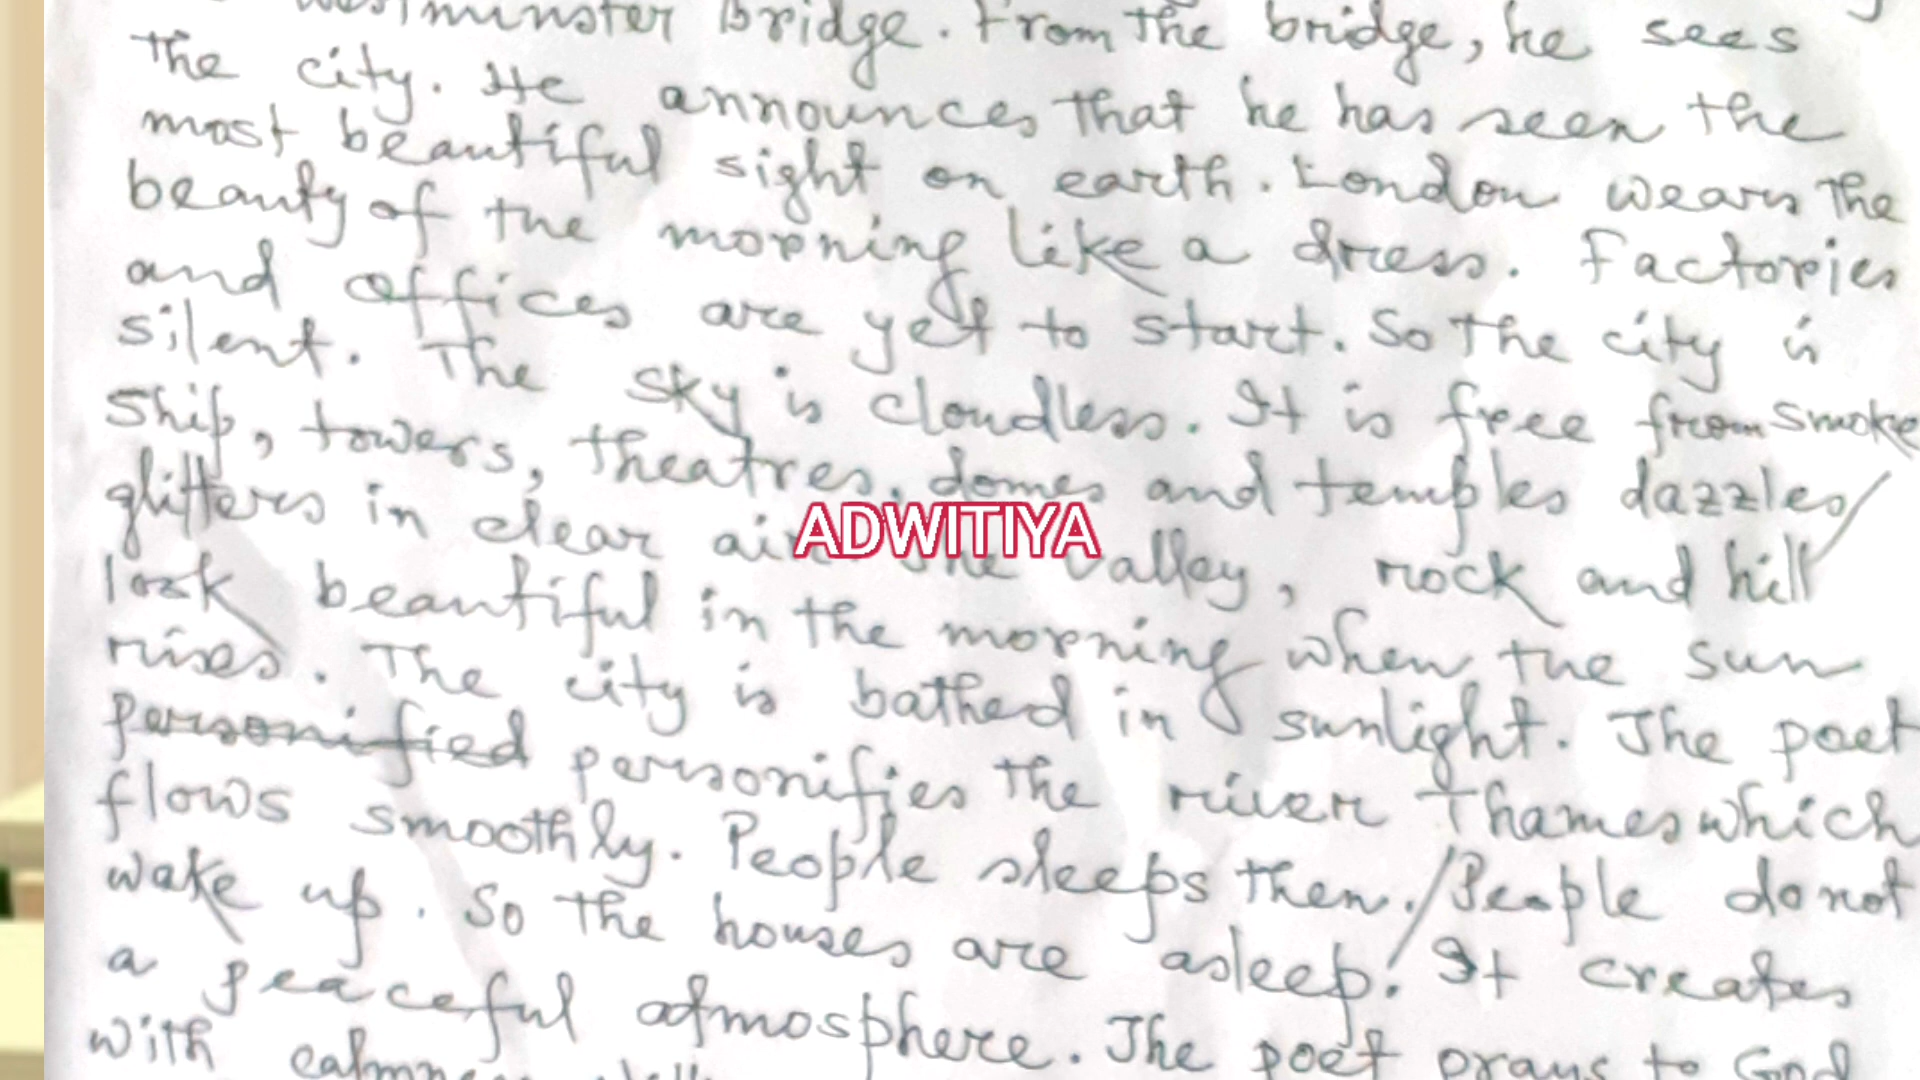 Westminster Bridge. From the bridge, he sees
the city. He announces that he has seen the
most beautiful sight on earth. London wears the
beauty of the morning like a dress. Factories
and offices are yet to start. So the city is
silent. The sky is cloudless. It is free from smoke
Ship, towers, theatres, domes and temples dazzles/
glitters in clear air The valley, rock and hill
look beautiful in the morning when the sun
rises. The city is bathed in sunlight. The poet
personified personifies the river Thames which
flows smoothly. People sleeps then./People do not
wake up. So the houses are asleep. It creates
a peaceful atmosphere. The poet prays to God
with calmness
ADWITIYA